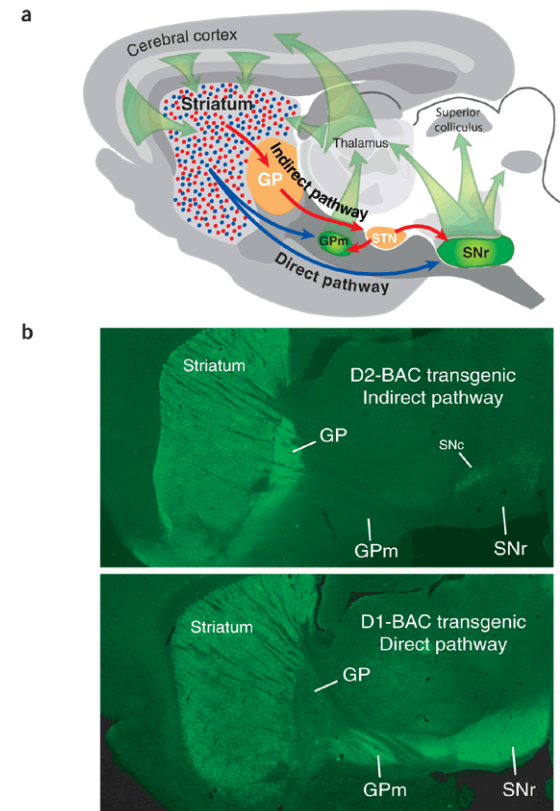 a
Cerebral cortex
Striatum
Superior
colliculus
Thalamus
Indirect pathway
GP
GPm
STN
SNr
Direct pathway
b
Striatum
D2-BAC transgenic
Indirect pathway
GP
SNc
GPm
SNr
Striatum
D1-BAC transgenic
Direct pathway
GP
GPm
SNr